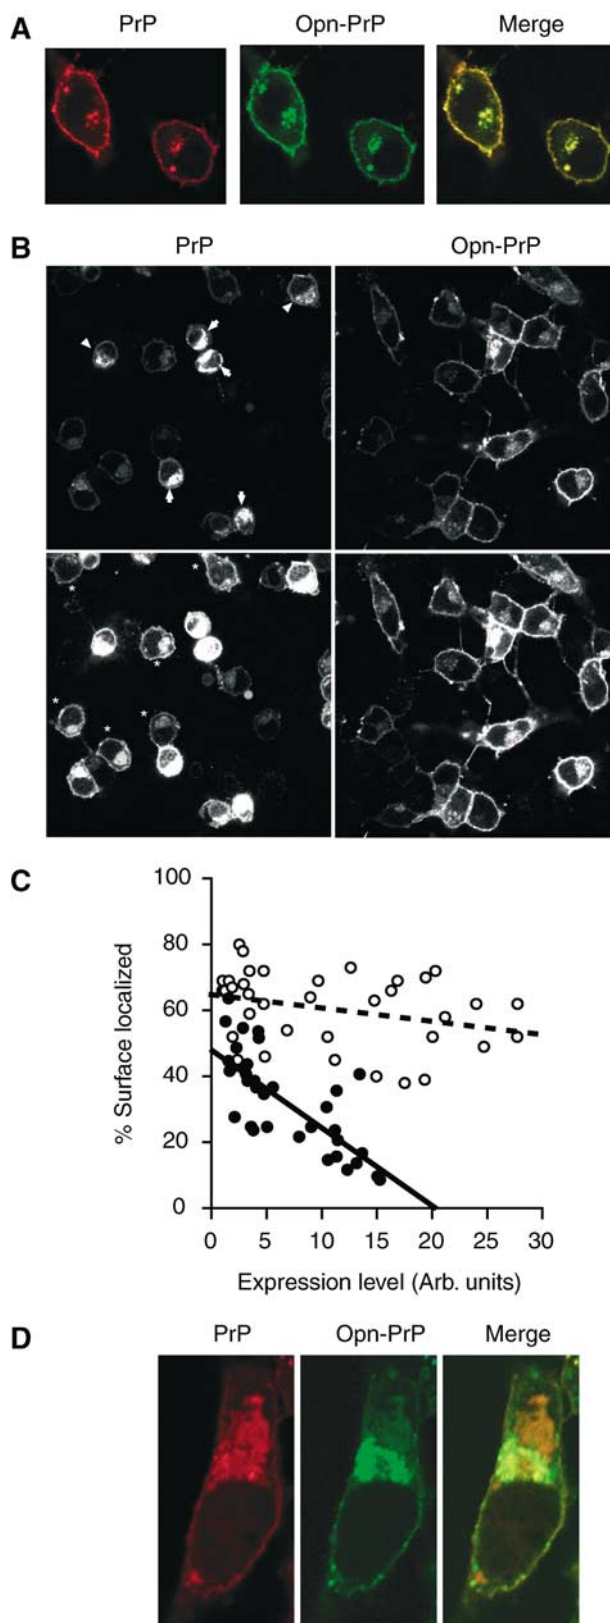 A
PrP Opn-PrP Merge
B
PrP Opn-PrP
* *
*
* *
*
C
100
80
60
40
20
0
% Surface localized
0 5 10 15 20 25 30
Expression level (Arb. units)
D
PrP Opn-PrP Merge